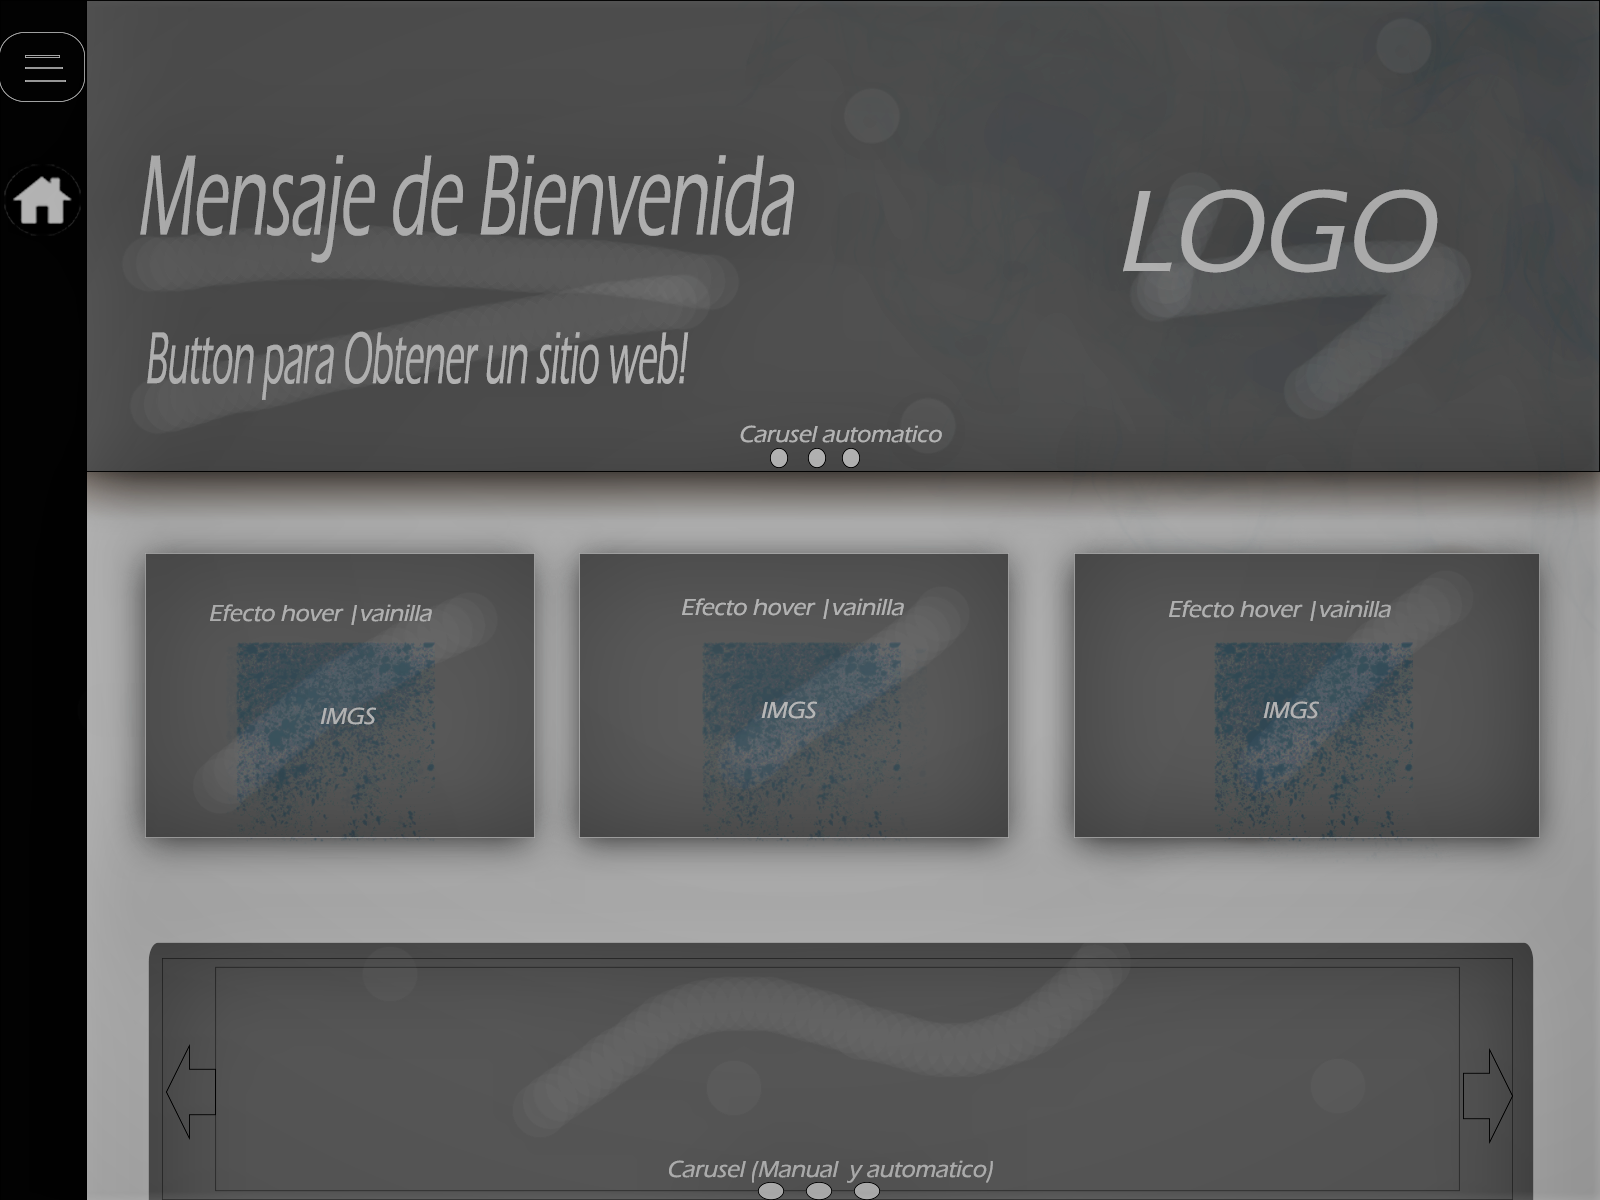 Mensaje de Bienvenida
LOGO
Button para Obtener un sitio web!
Carusel automatico
Efecto hover |vainilla
IMGS
Efecto hover |vainilla
IMGS
Efecto hover |vainilla
IMGS
Carusel (Manual y automatico)